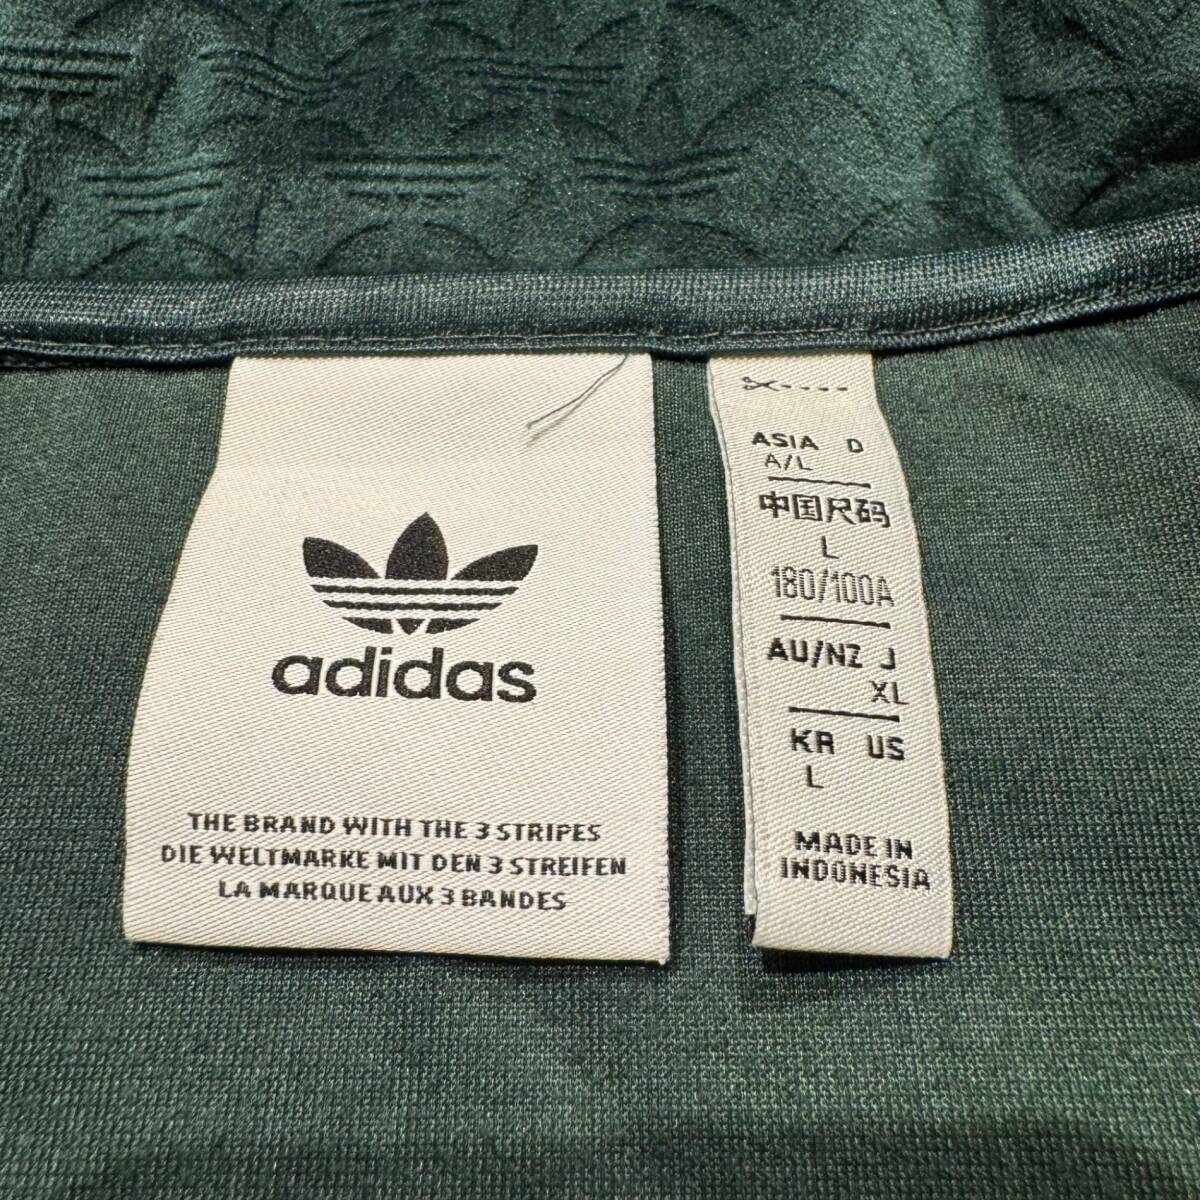 adidas
THE BRAND WITH THE 3 STRIPES
DIE WELTMARKE MIT DEN 3 STREIFEN
LA MARQUE AUX 3 BANDES
ASIA D
A/L
中国尺码
L
180/100A
AU/NZ J
XL
KR US
L
MADE IN
INDONESIA